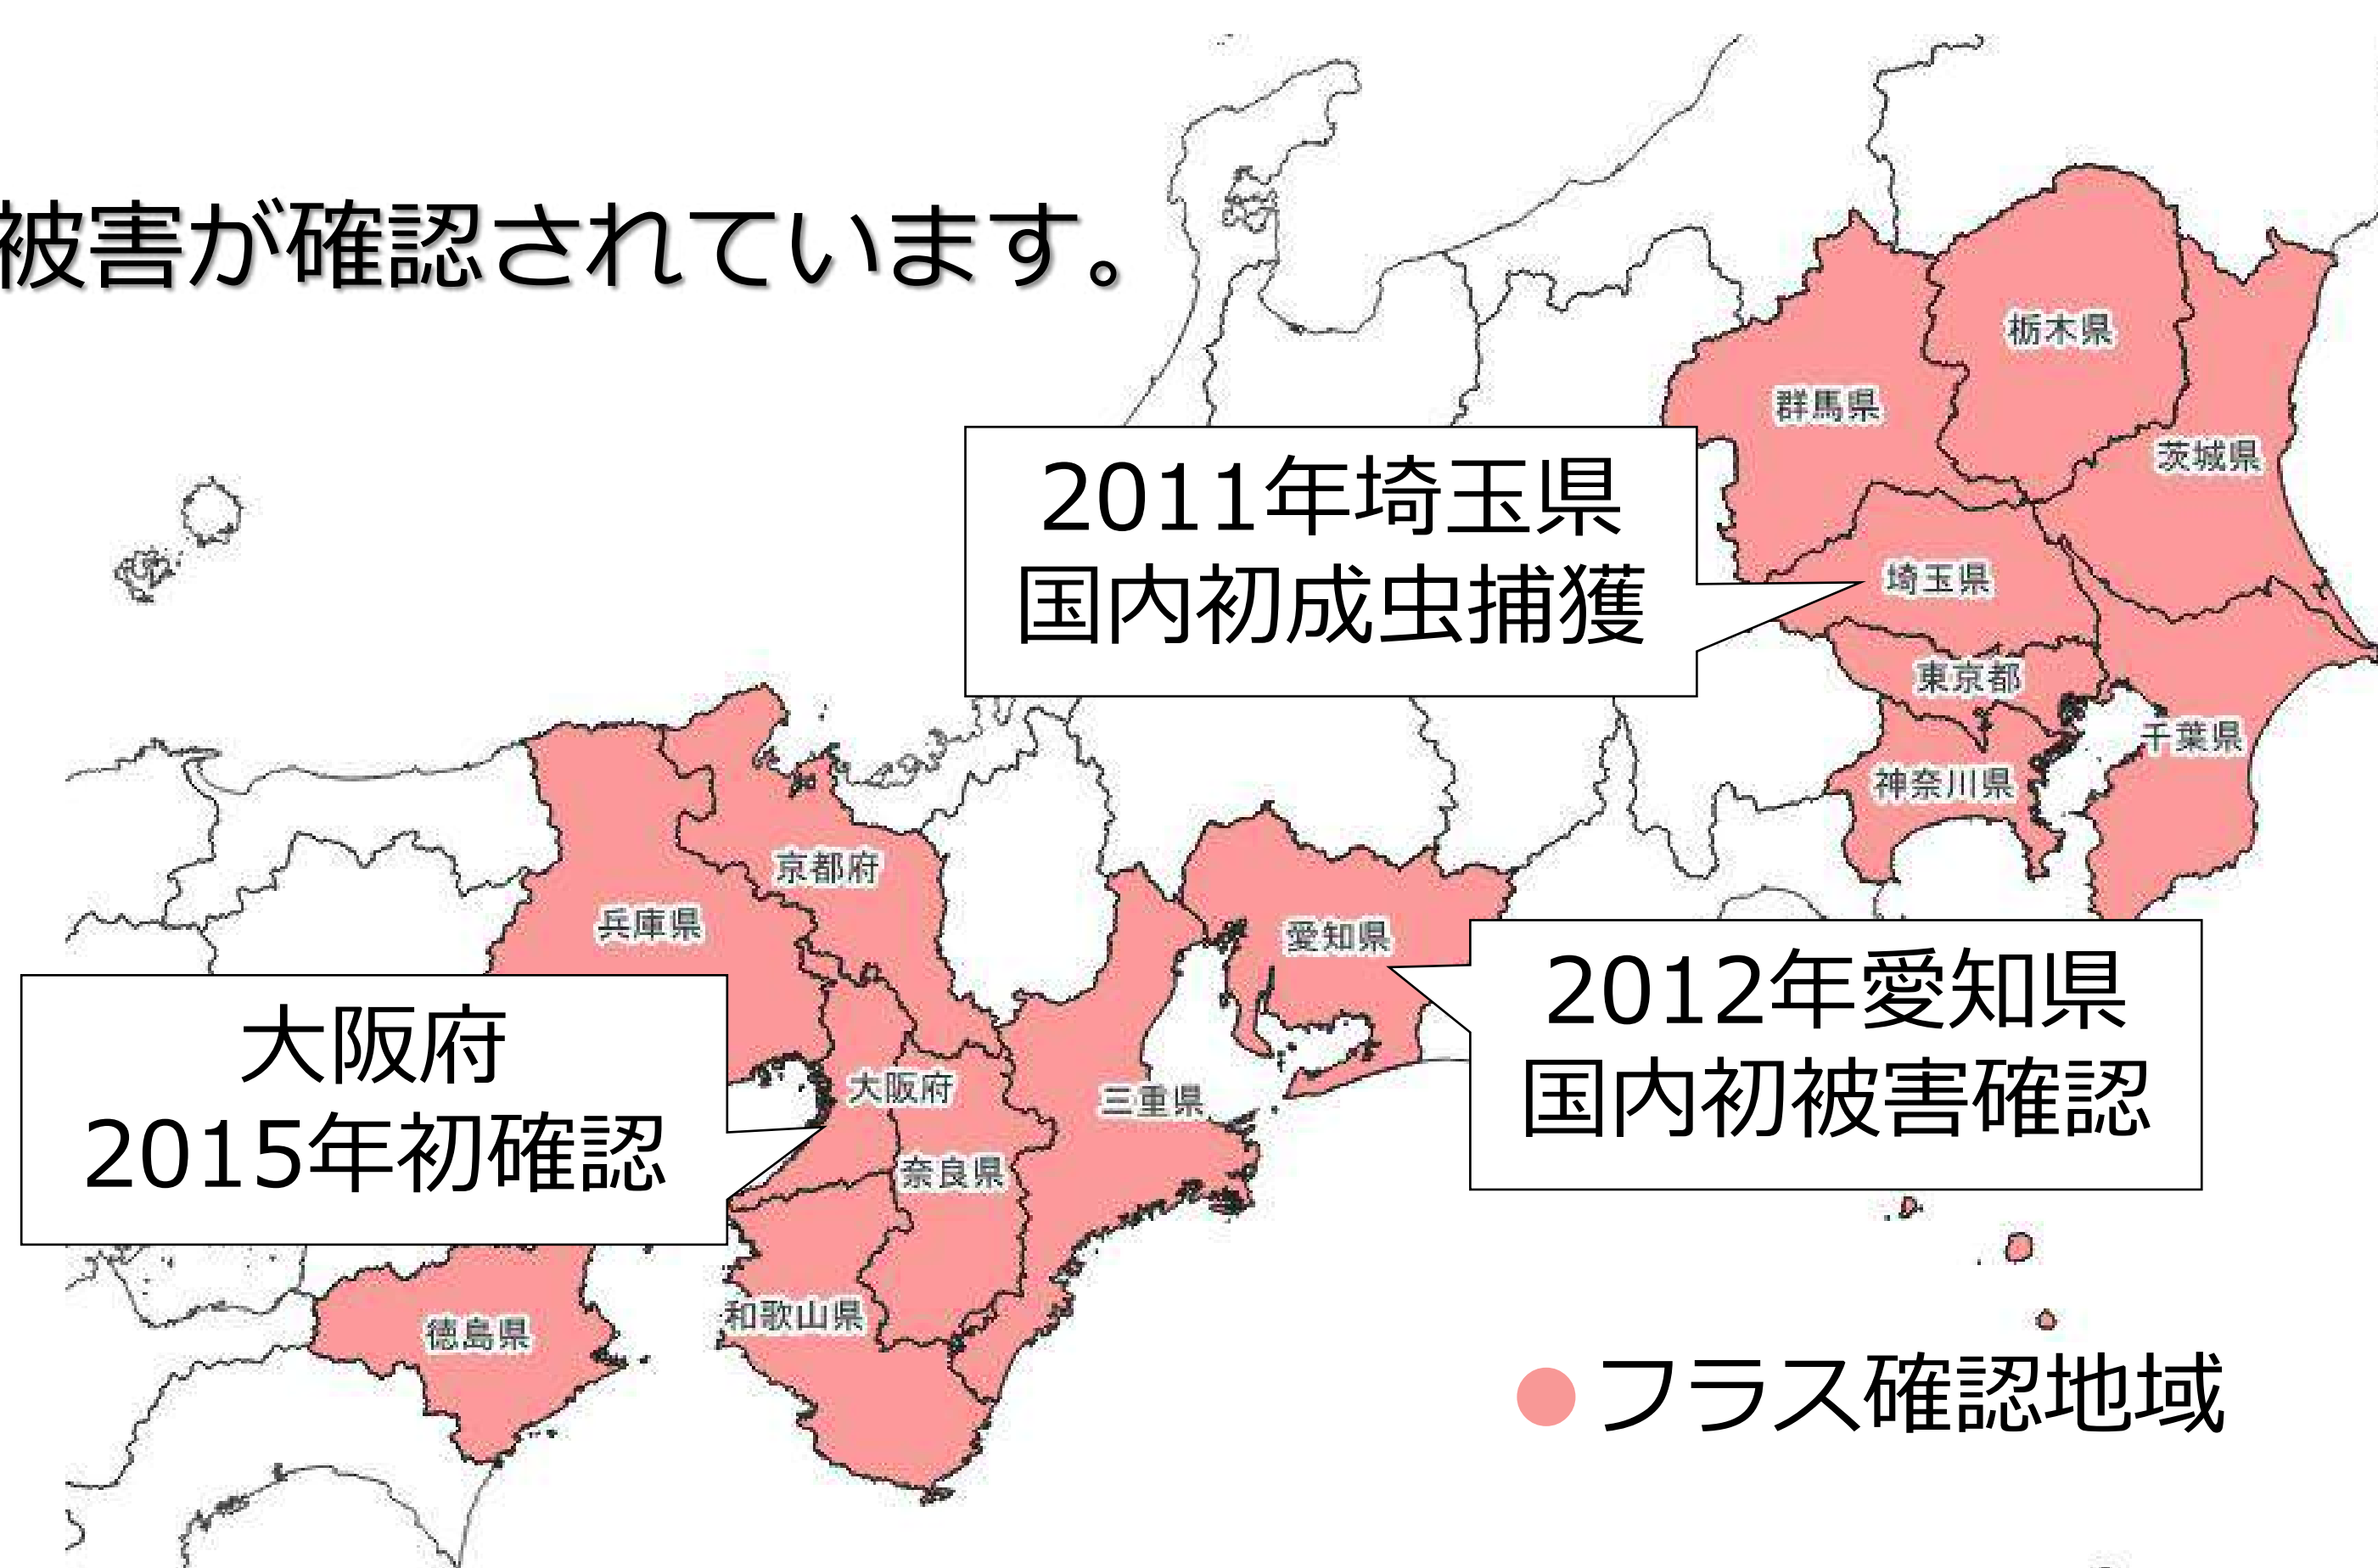 被害が確認されています。
栃木県
群馬県
茨城県
2011年埼玉県
国内初成虫捕獲
埼玉県
東京都
千葉県
神奈川県
京都府
兵庫県
愛知県
2012年愛知県
国内初被害確認
大阪府
2015年初確認
大阪府
三重県
奈良県
和歌山県
徳島県
フラス確認地域